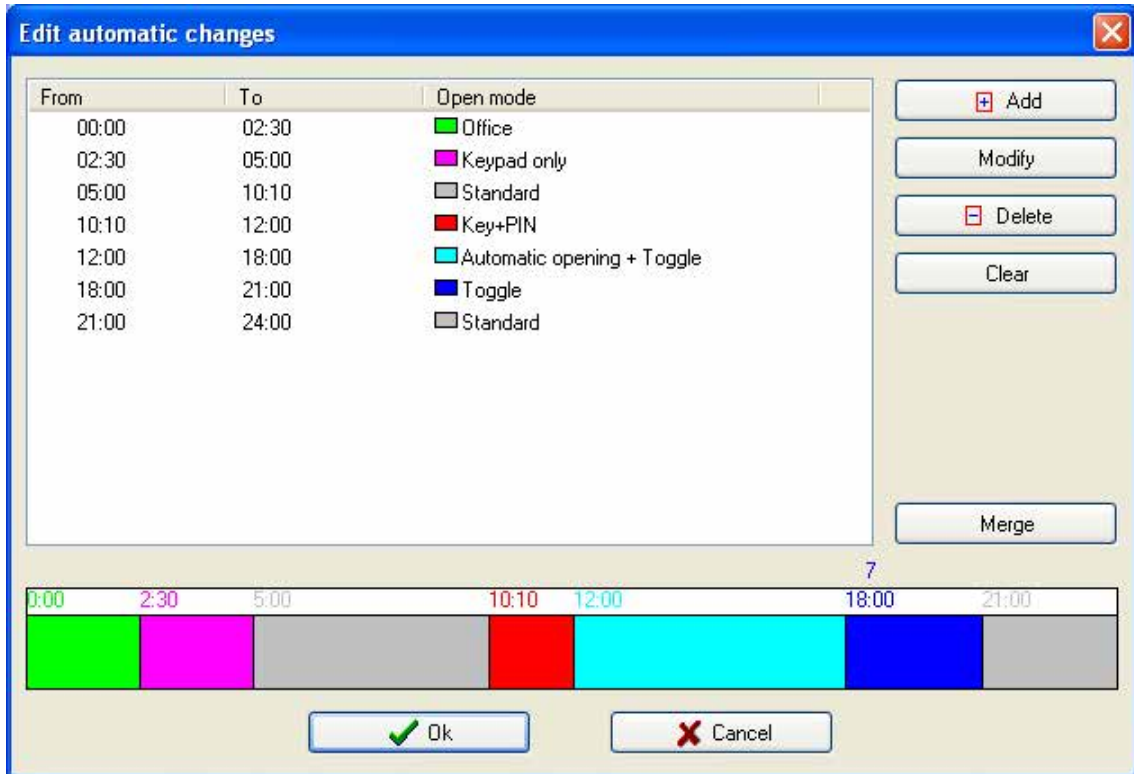 Edit automatic changes
From To Open mode
00:00 02:30 Office
02:30 05:00 Keypad only
05:00 10:10 Standard
10:10 12:00 Key+PIN
12:00 18:00 Automatic opening + Toggle
18:00 21:00 Toggle
21:00 24:00 Standard
Add
Modify
Delete
Clear
Merge
7
0:00 2:30 5:00 10:10 12:00 18:00 21:00
Ok Cancel